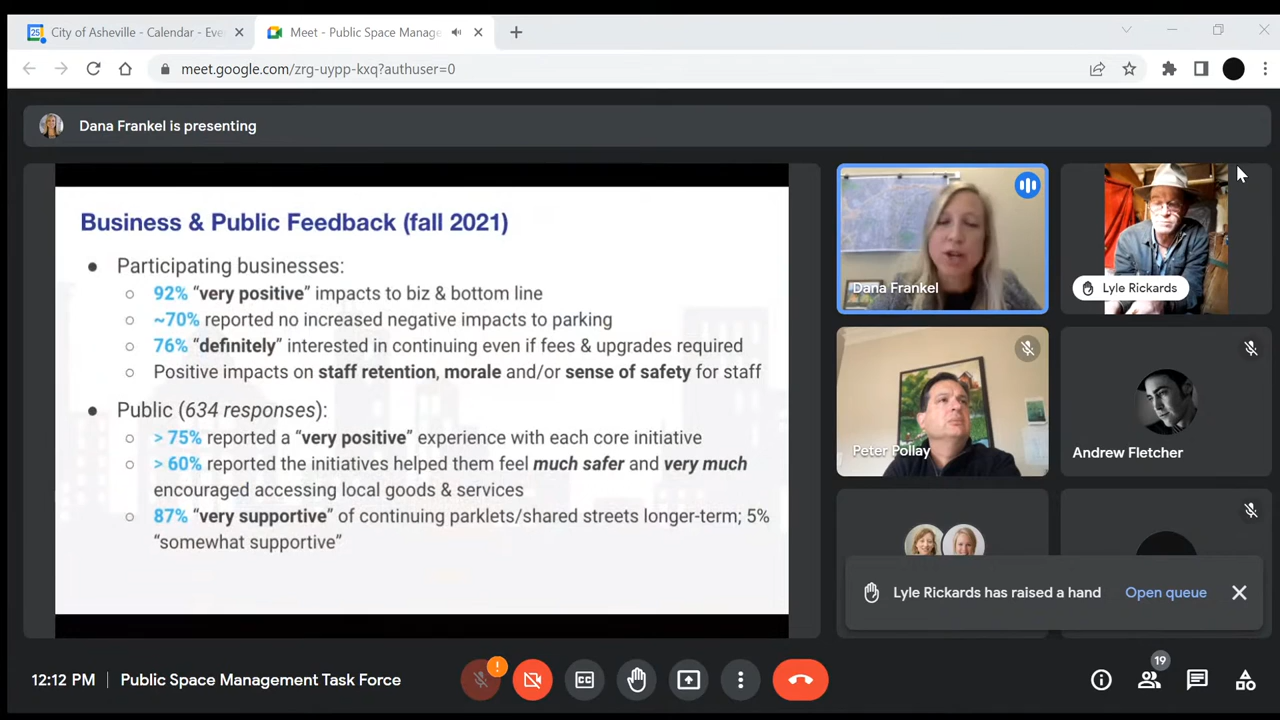 25 City of Asheville - Calendar - Eve
Meet - Public Space Manage
meet.google.com/zrg-uypp-kxq?authuser=0
Dana Frankel is presenting
Business & Public Feedback (fall 2021)
● Participating businesses:
○ 92% “very positive” impacts to biz & bottom line
○ ~70% reported no increased negative impacts to parking
○ 76% “definitely” interested in continuing even if fees & upgrades required
○ Positive impacts on staff retention, morale and/or sense of safety for staff
● Public (634 responses):
○ > 75% reported a “very positive” experience with each core initiative
○ > 60% reported the initiatives helped them feel much safer and very much
encouraged accessing local goods & services
○ 87% “very supportive” of continuing parklets/shared streets longer-term; 5%
“somewhat supportive”
Dana Frankel
Lyle Rickards
Peter Pollay
Andrew Fletcher
Lyle Rickards has raised a hand Open queue
12:12 PM | Public Space Management Task Force
!
CC
19